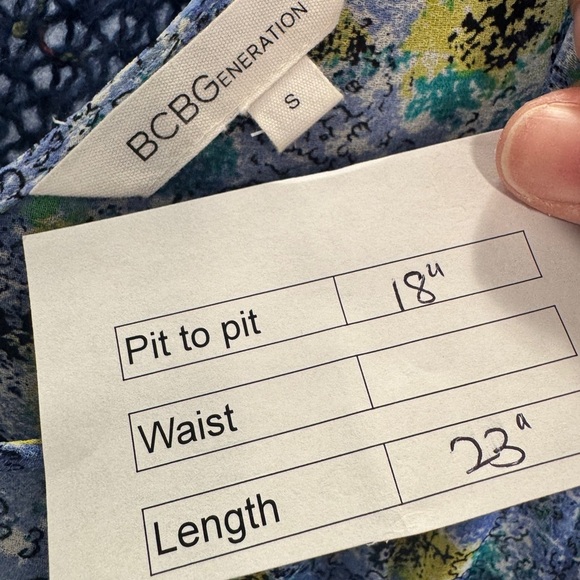 BCBGENERATION
S
Pit to pit 18"
Waist
Length 23"